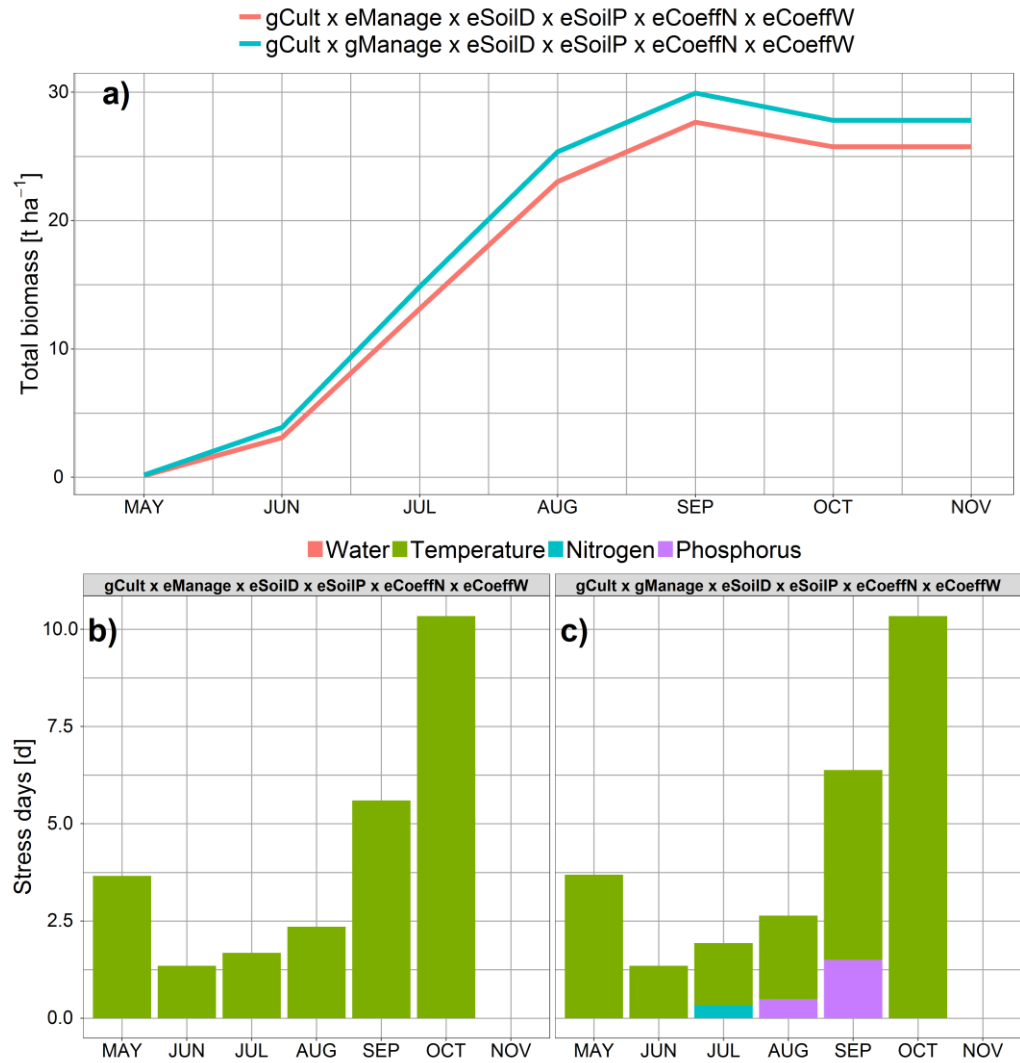 gCult x eManage x eSoilD x eSoilP x eCoeffN x eCoeffW
gCult x gManage x eSoilD x eSoilP x eCoeffN x eCoeffW
a)
Total biomass [t ha⁻¹]
30
20
10
0
MAY JUN JUL AUG SEP OCT NOV
Water Temperature Nitrogen Phosphorus
gCult x eManage x eSoilD x eSoilP x eCoeffN x eCoeffW
gCult x gManage x eSoilD x eSoilP x eCoeffN x eCoeffW
b)
c)
Stress days [d]
10.0
7.5
5.0
2.5
0.0
MAY JUN JUL AUG SEP OCT NOV
MAY JUN JUL AUG SEP OCT NOV